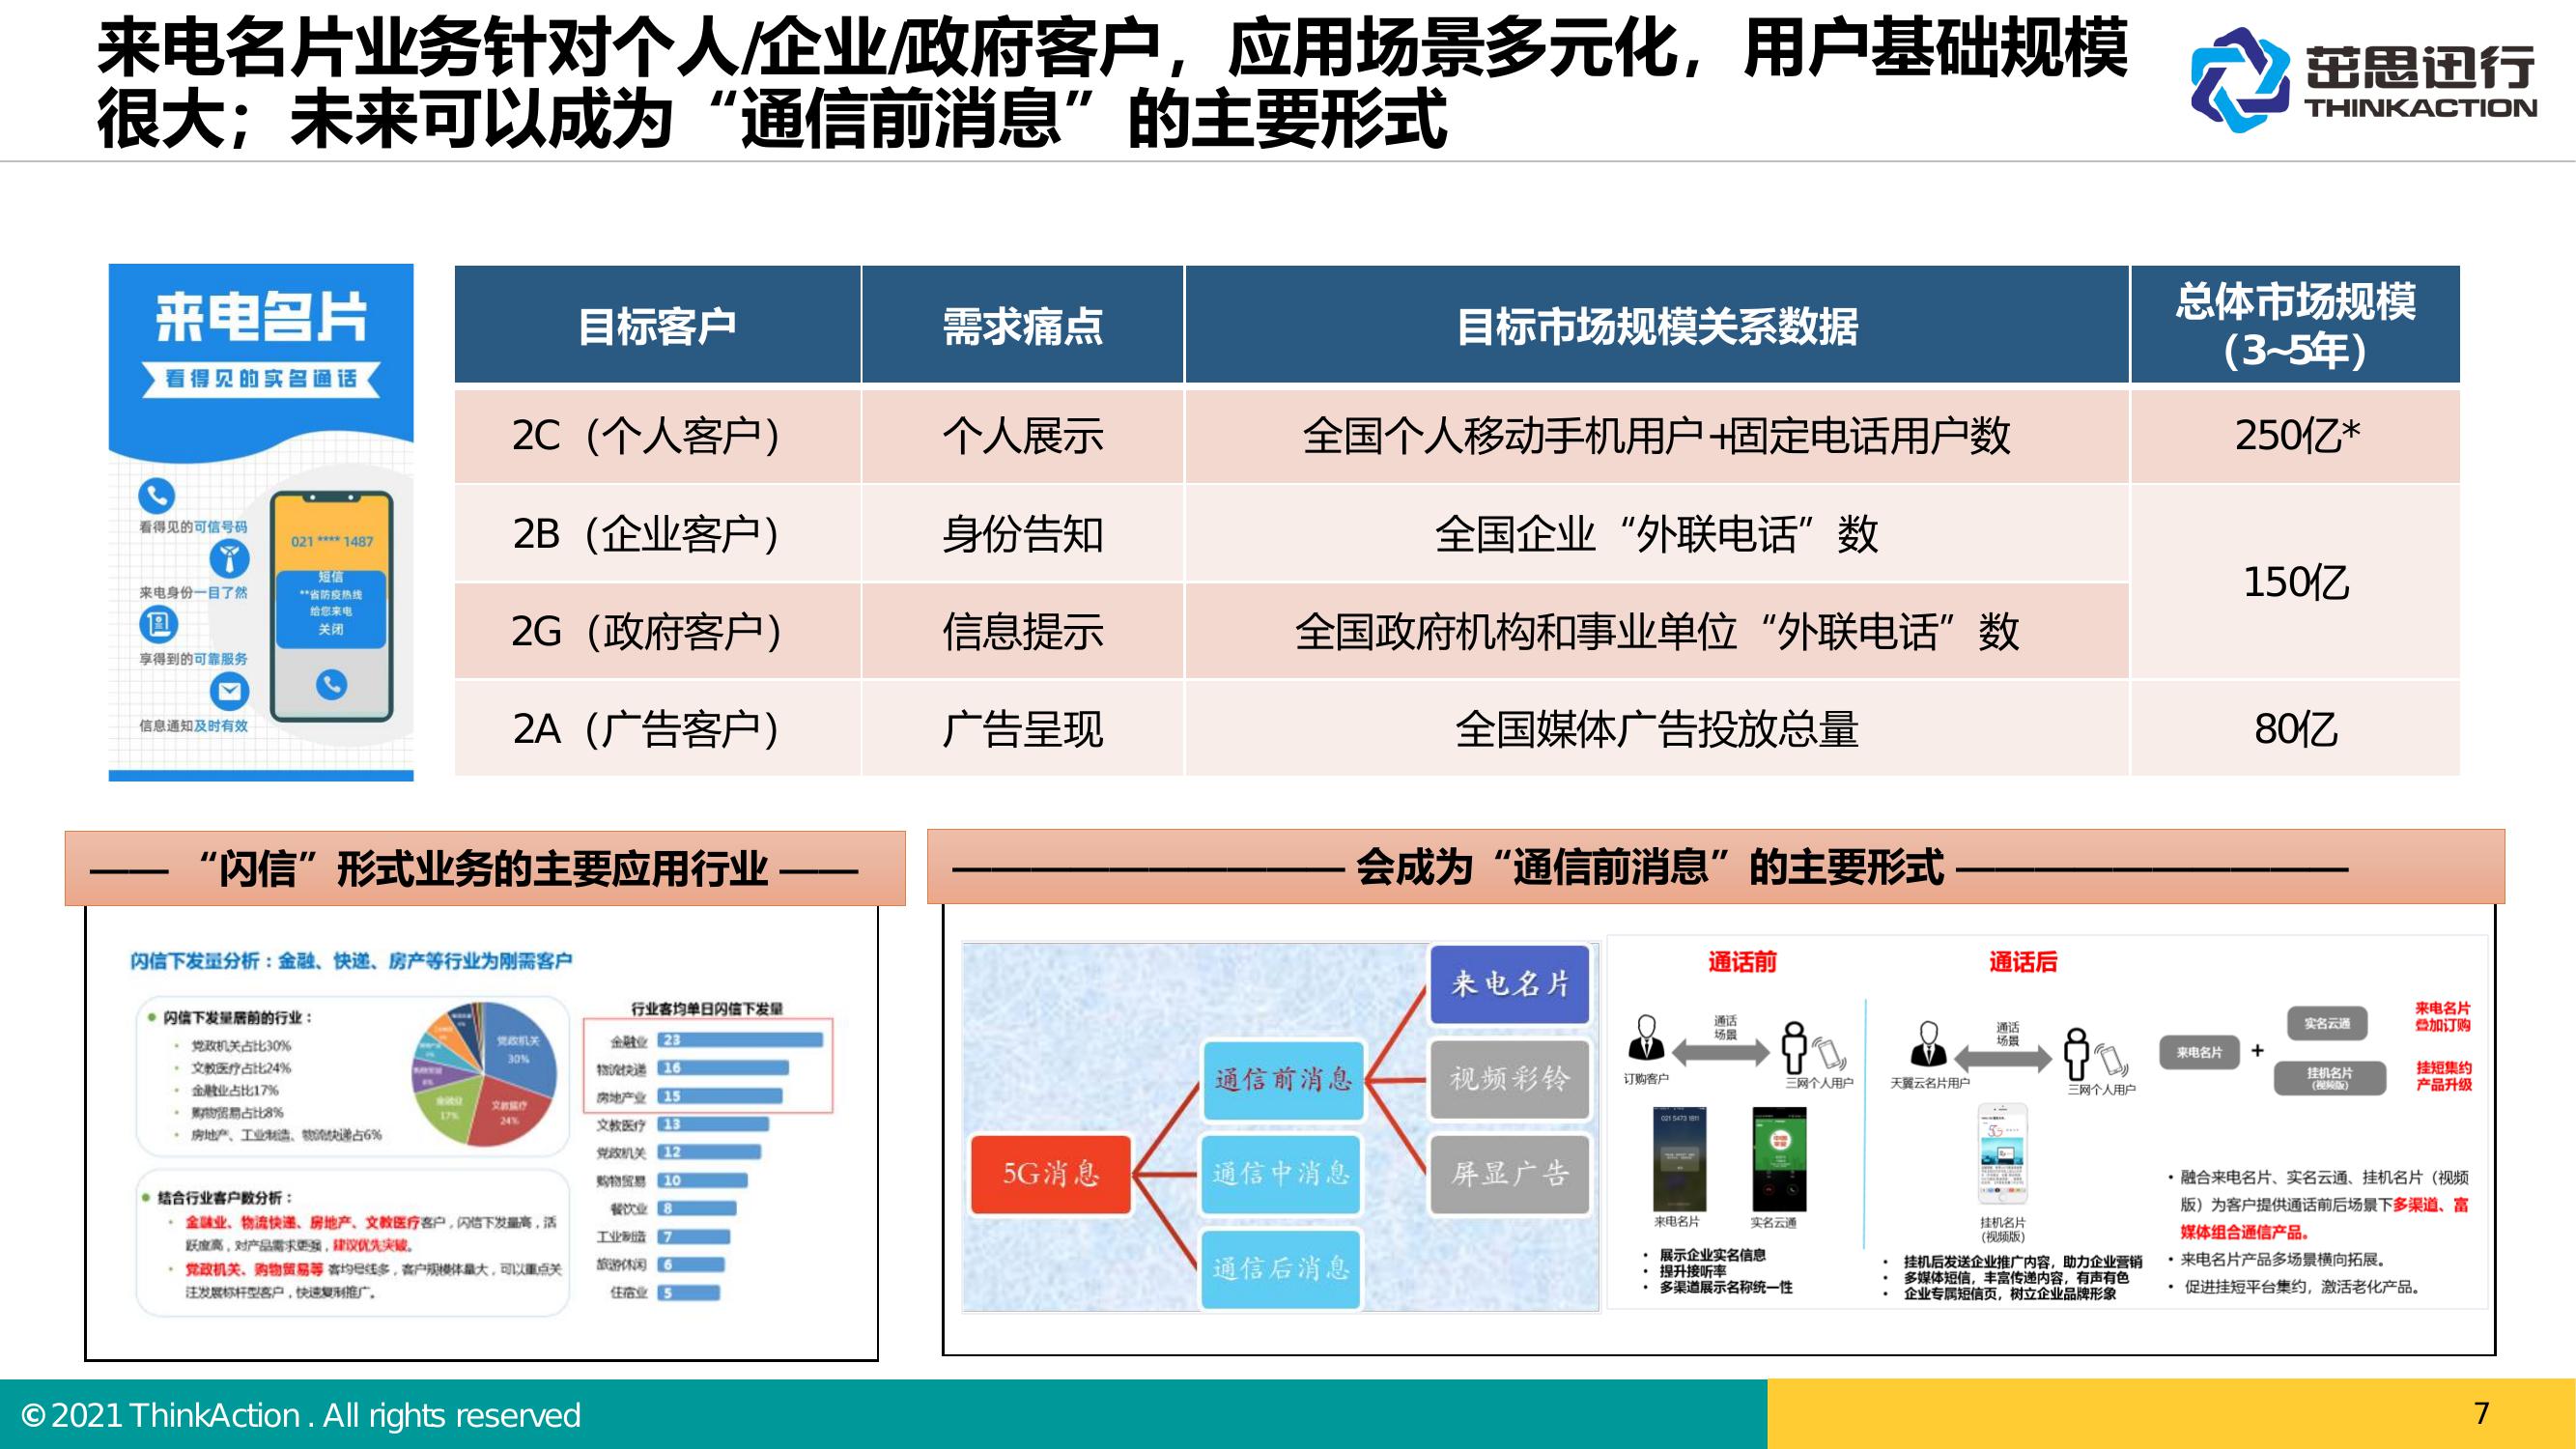 来电名片业务针对个人/企业/政府客户，应用场景多元化，用户基础规模
很大；未来可以成为“通信前消息”的主要形式
茁思迅行
THINKACTION
来电名片
看得见的实名通话
看得见的可信号码
来电身份一目了然
享得到的可靠服务
信息通知及时有效
021 **** 1487
短信
**省防疫热线
给您来电
关闭
目标客户 需求痛点 目标市场规模关系数据 总体市场规模
（3~5年）
2C（个人客户） 个人展示 全国个人移动手机用户+固定电话用户数 250亿*
2B（企业客户） 身份告知 全国企业“外联电话”数
150亿
2G（政府客户） 信息提示 全国政府机构和事业单位“外联电话”数
2A（广告客户） 广告呈现 全国媒体广告投放总量 80亿
—— “闪信”形式业务的主要应用行业 ——
闪信下发量分析：金融、快递、房产等行业为刚需客户
闪信下发量居前的行业：
• 党政机关占比30%
• 文教医疗占比24%
• 金融业占比17%
• 购物贸易占比8%
• 房地产、工业制造、物流快递占6%
党政机关
30%
文教医疗
24%
金融业
17%
结合行业客户数分析：
• 金融业、物流快递、房地产、文教医疗客户，闪信下发量高，活
跃度高，对产品需求更强，建议优先突破。
• 党政机关、购物贸易等 客均号线多，客户规模体量大，可以重点关
注发展标杆型客户，快速复制推广。
行业客均单日闪信下发量
金融业 23
物流快递 16
房地产业 15
文教医疗 13
党政机关 12
购物贸易 10
餐饮业 8
工业制造 7
旅游休闲 6
住宿业 5
—————————— 会成为“通信前消息”的主要形式 ——————————
5G消息
通信前消息
通信中消息
通信后消息
来电名片
视频彩铃
屏显广告
通话前
通话
场景
订购客户
三网个人用户
来电名片
实名云通
• 展示企业实名信息
• 提升接听率
• 多渠道展示名称统一性
通话后
通话
场景
天翼云名片用户
三网个人用户
挂机名片
（视频版）
• 挂机后发送企业推广内容，助力企业营销
• 多媒体短信，丰富传递内容，有声有色
• 企业专属短信页，树立企业品牌形象
来电名片
+
实名云通
挂机名片
（视频版）
来电名片
叠加订购
挂短集约
产品升级
• 融合来电名片、实名云通、挂机名片（视频
版）为客户提供通话前后场景下多渠道、富
媒体组合通信产品。
• 来电名片产品多场景横向拓展。
• 促进挂短平台集约，激活老化产品。
© 2021 ThinkAction . All rights reserved
7